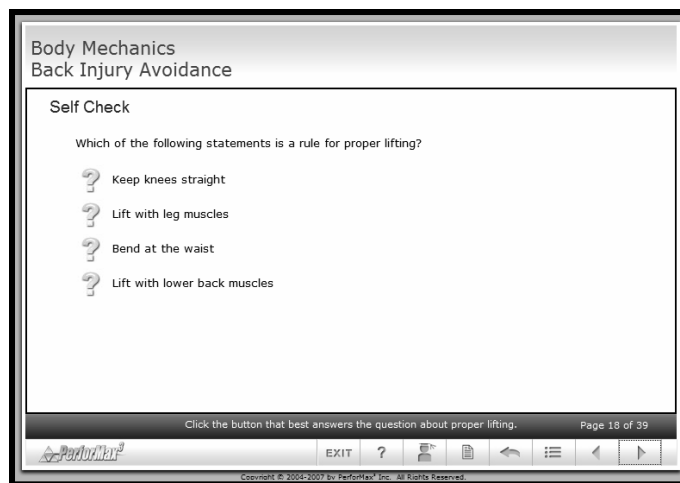 Body Mechanics
Back Injury Avoidance
Self Check
Which of the following statements is a rule for proper lifting?
? Keep knees straight
? Lift with leg muscles
? Bend at the waist
? Lift with lower back muscles
Click the button that best answers the question about proper lifting. Page 18 of 39
PerforMax³ EXIT ?
Copyright © 2004-2007 by PerforMax³ Inc. All Rights Reserved.